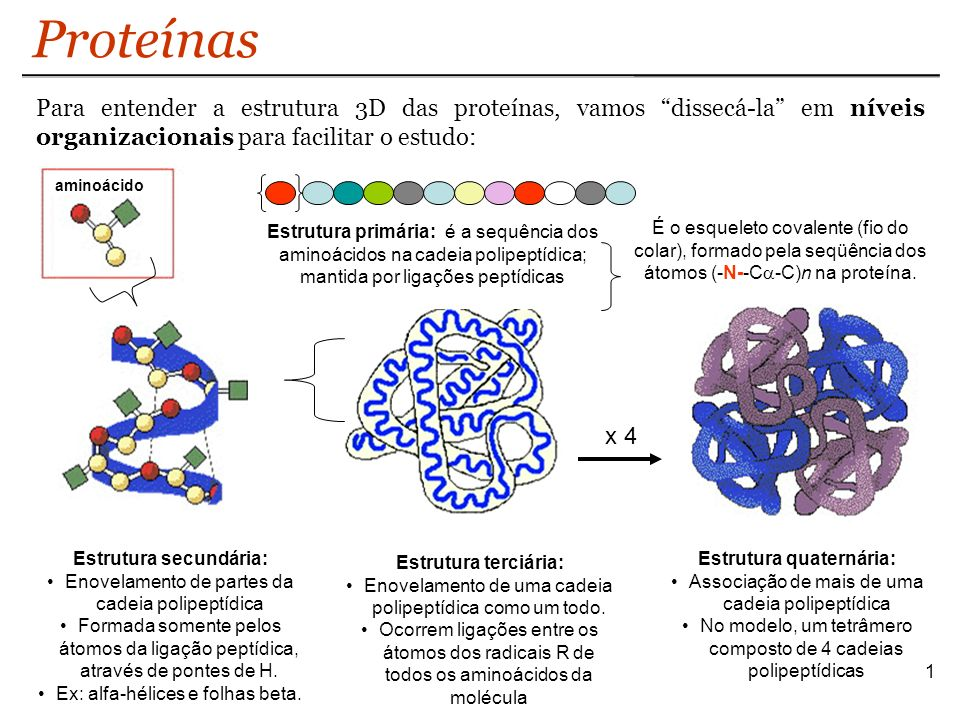 Proteínas
Para entender a estrutura 3D das proteínas, vamos “dissecá-la” em níveis
organizacionais para facilitar o estudo:
aminoácido
Estrutura primária: é a sequência dos
aminoácidos na cadeia polipeptídica;
mantida por ligações peptídicas
É o esqueleto covalente (fio do
colar), formado pela seqüência dos
átomos (-N--Cα-C)n na proteína.
x 4
Estrutura secundária:
• Enovelamento de partes da
cadeia polipeptídica
• Formada somente pelos
átomos da ligação peptídica,
através de pontes de H.
• Ex: alfa-hélices e folhas beta.
Estrutura terciária:
• Enovelamento de uma cadeia
polipeptídica como um todo.
• Ocorrem ligações entre os
átomos dos radicais R de
todos os aminoácidos da
molécula
Estrutura quaternária:
• Associação de mais de uma
cadeia polipeptídica
• No modelo, um tetrâmero
composto de 4 cadeias
polipeptídicas
1